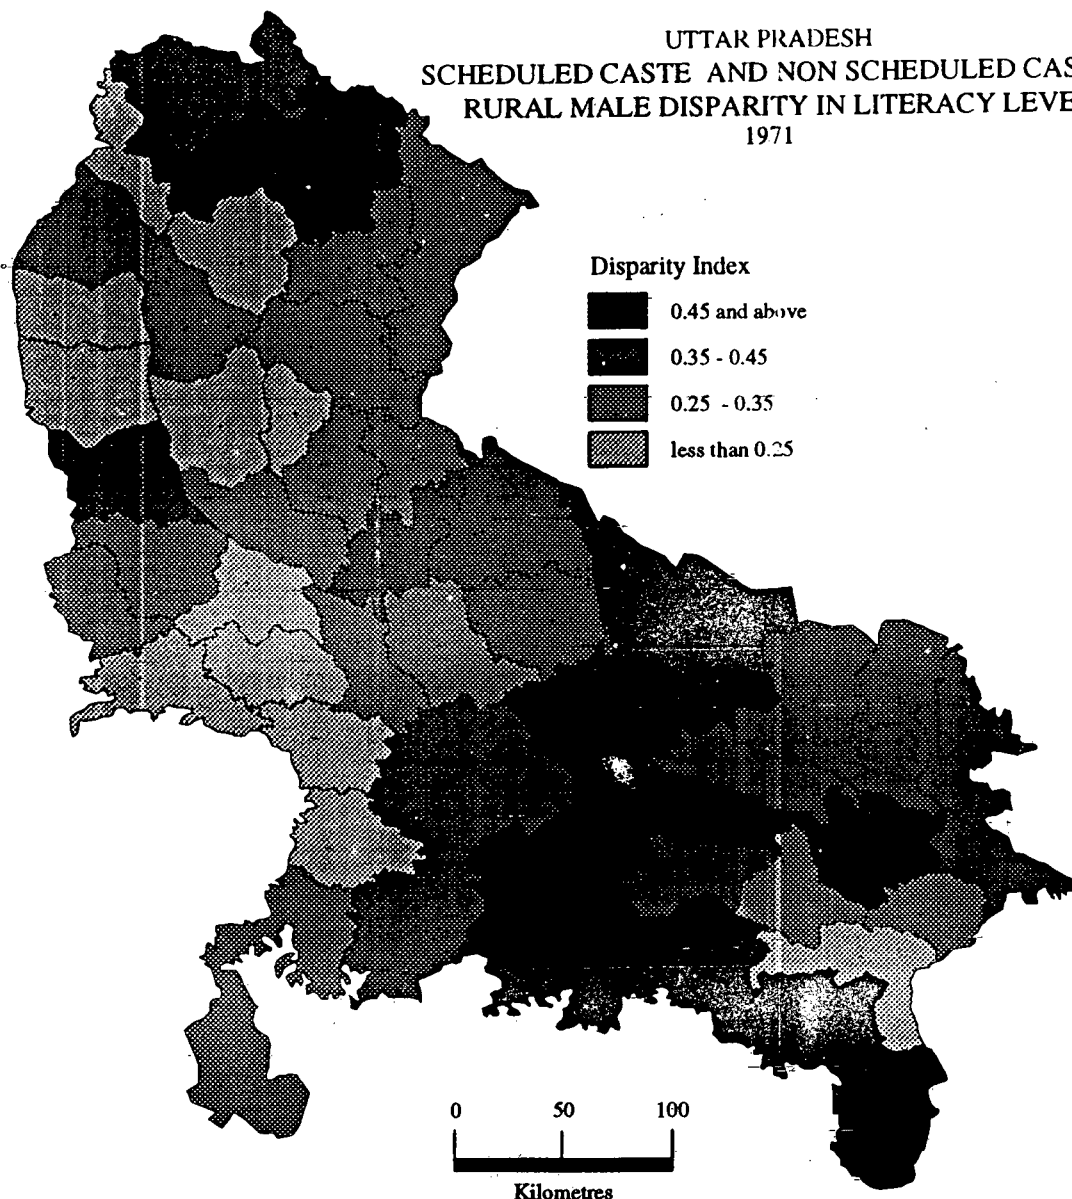 UTTAR PRADESH
SCHEDULED CASTE AND NON SCHEDULED CAS
RURAL MALE DISPARITY IN LITERACY LEVE
1971
Disparity Index
0.45 and above
0.35 - 0.45
0.25 - 0.35
less than 0.25
0 50 100
Kilometres